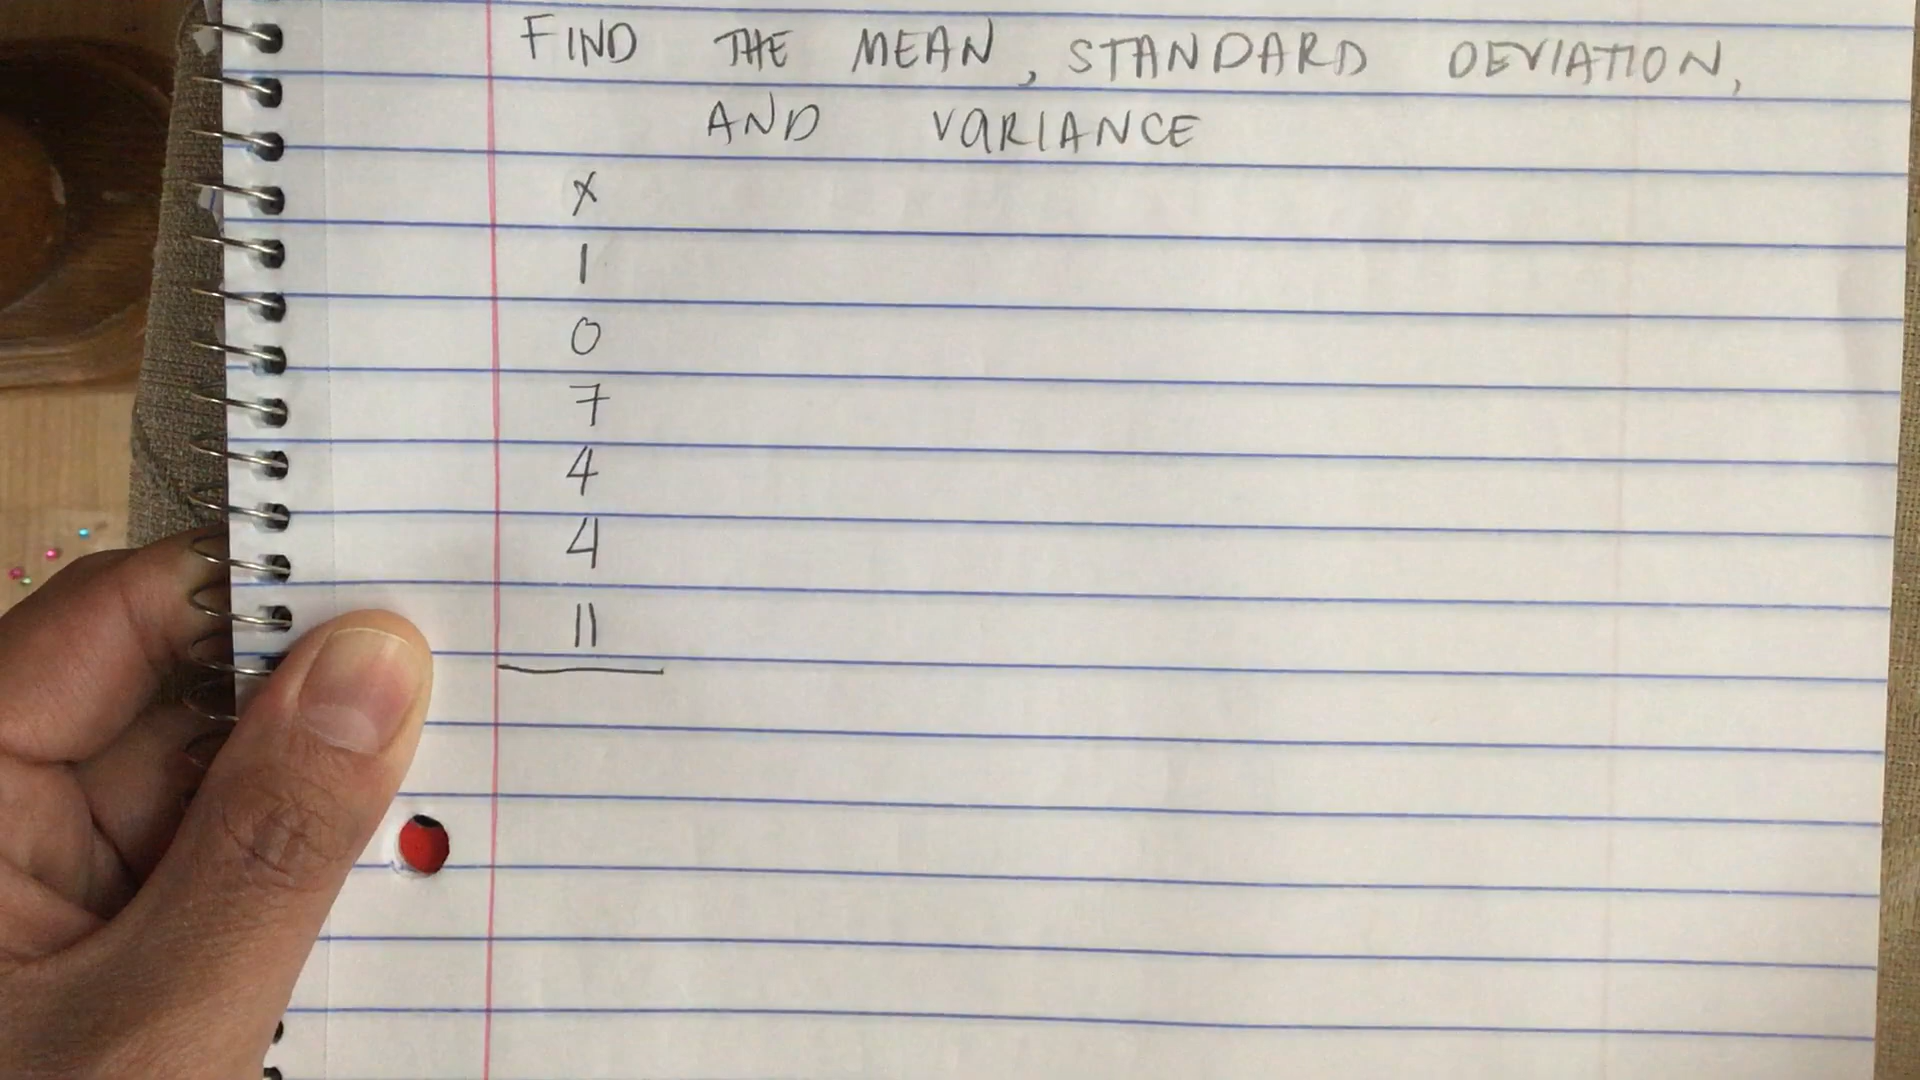 FIND THE MEAN, STANDARD DEVIATION,
AND VARIANCE
X
1
0
7
4
4
11